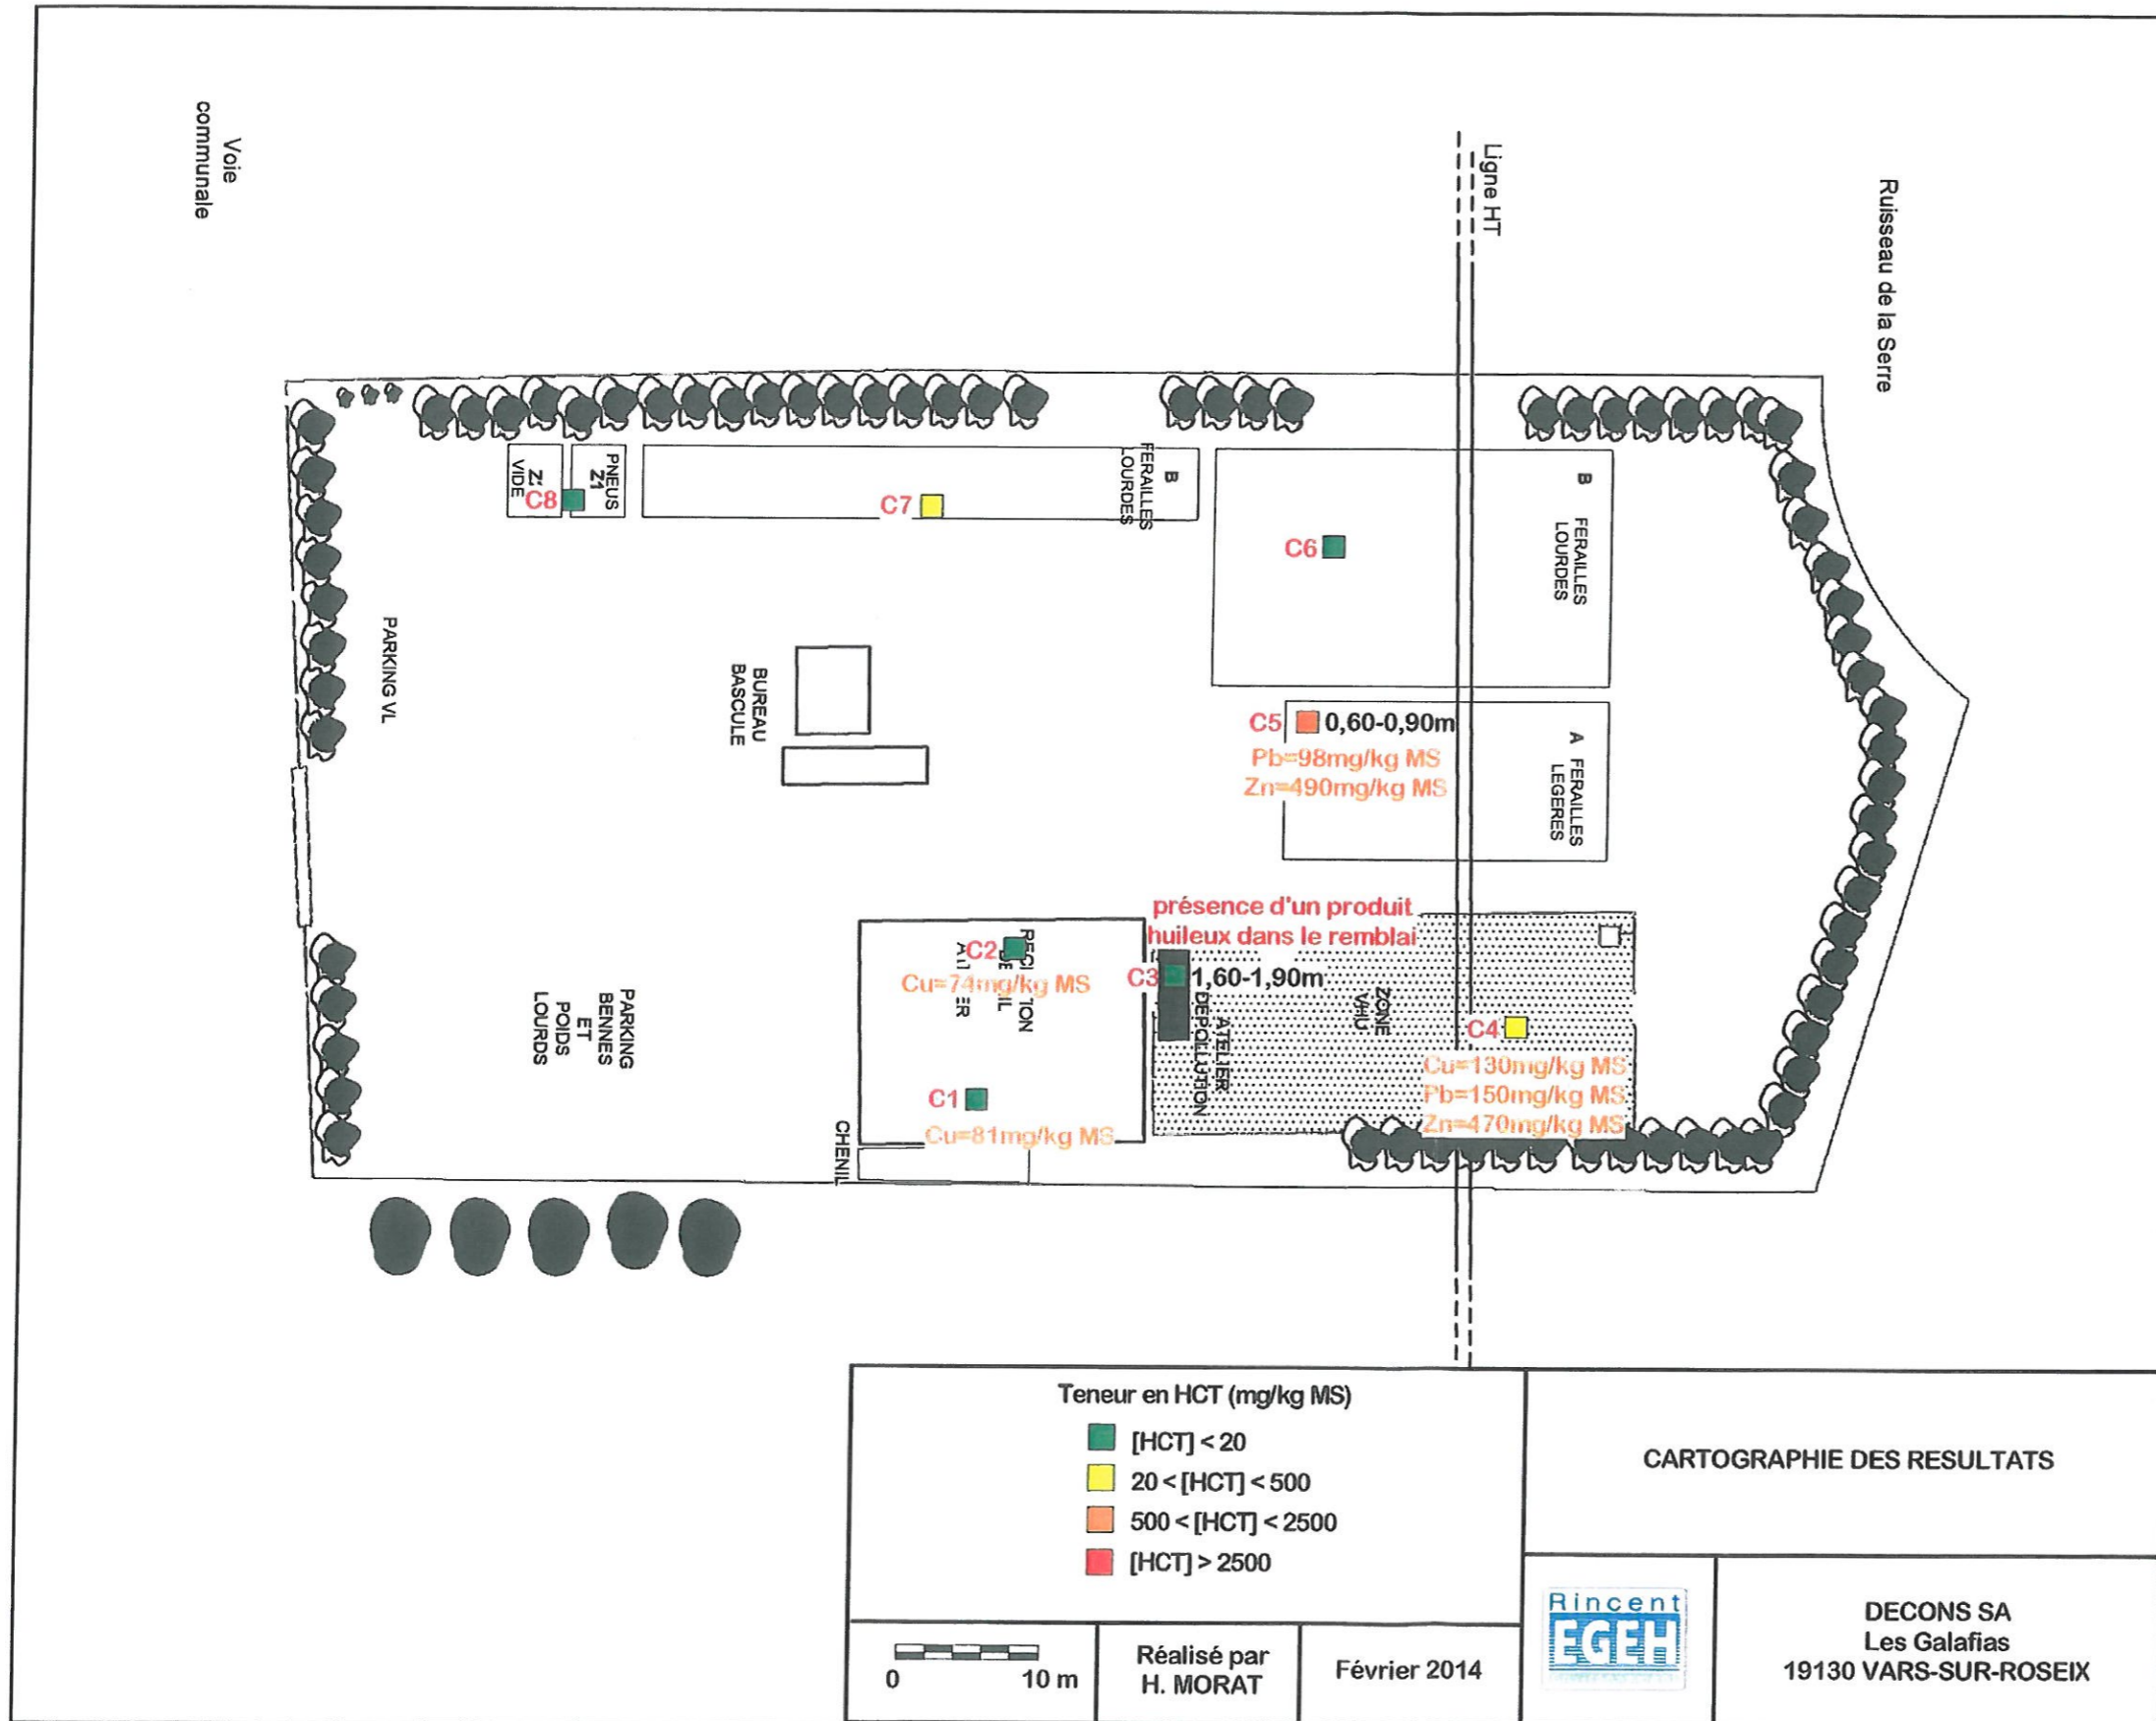 Voie
communale
Ligne HT
Ruisseau de la Serre
PNEUS
Z1
VIDE
C8
C7
B
FERAILLES
LOURDES
B
FERAILLES
LOURDES
C6
PARKING VL
BUREAU
BASCULE
C5
0,60-0,90m
Pb=98mg/kg MS
Zn=490mg/kg MS
A
FERAILLES
LEGERES
présence d'un produit
huileux dans le remblai
C2
Cu=74mg/kg MS
C3
1,60-1,90m
ZONE
VHU
ATELIER
DEPOLLUTION
C4
Cu=130mg/kg MS
Pb=150mg/kg MS
Zn=470mg/kg MS
PARKING
BENNES
ET
POIDS
LOURDS
C1
Cu=81mg/kg MS
CHENIL
Teneur en HCT (mg/kg MS)
[HCT] < 20
20 < [HCT] < 500
500 < [HCT] < 2500
[HCT] > 2500
CARTOGRAPHIE DES RESULTATS
0 10 m
Réalisé par
H. MORAT
Février 2014
Rincent
EGEH
DECONS SA
Les Galafias
19130 VARS-SUR-ROSEIX